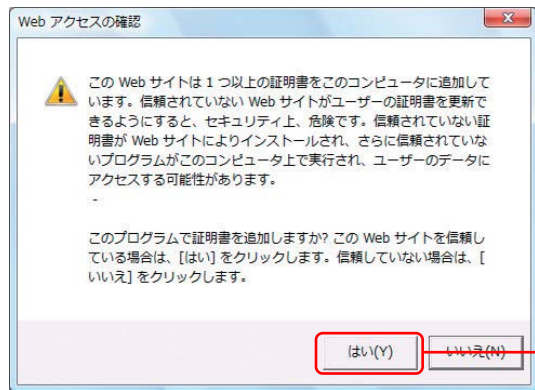 Web アクセスの確認
この Web サイトは 1 つ以上の証明書をこのコンピュータに追加して
います。信頼されていない Web サイトがユーザーの証明書を更新で
きるようにすると、セキュリティ上、危険です。信頼されていない証
明書が Web サイトによりインストールされ、さらに信頼されていな
いプログラムがこのコンピュータ上で実行され、ユーザーのデータに
アクセスする可能性があります。
-
このプログラムで証明書を追加しますか? この Web サイトを信頼し
ている場合は、[はい] をクリックします。信頼していない場合は、[
いいえ] をクリックします。
はい(Y) いいえ(N)